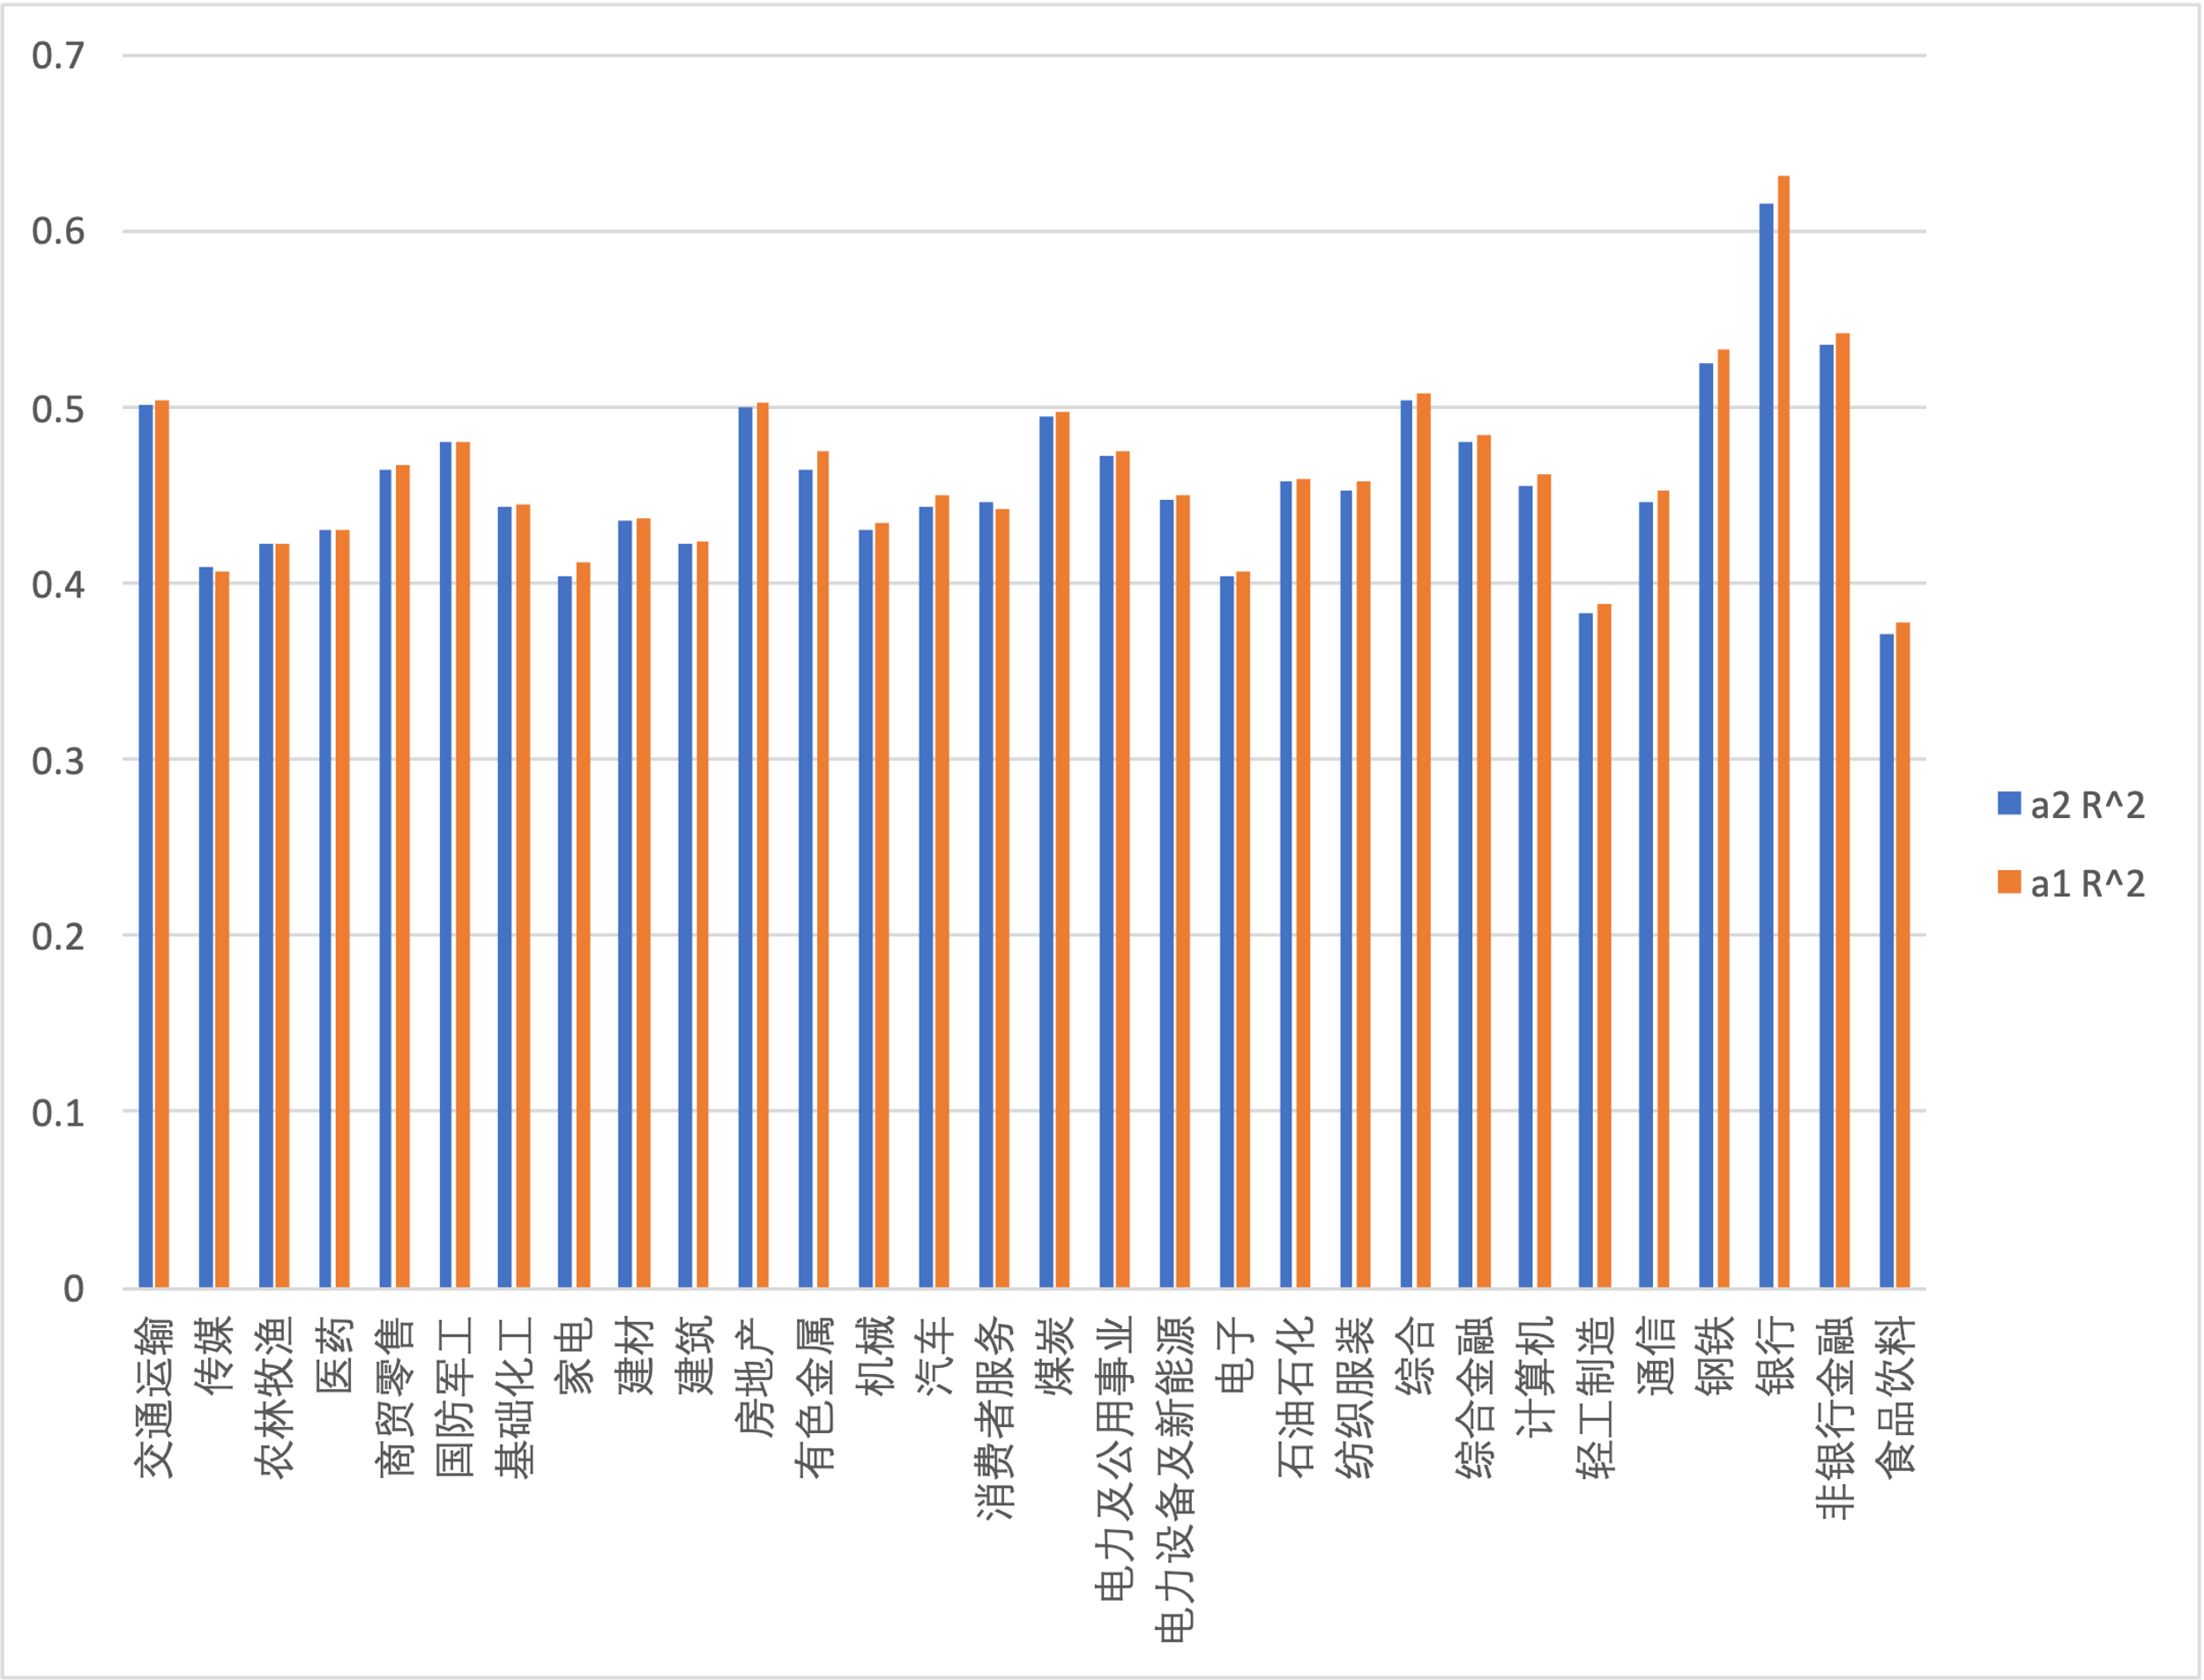 0.7
0.6
0.5
0.4
0.3
0.2
0.1
0
交通运输
传媒
农林牧渔
医药
商贸零售
国防军工
基础化工
家电
建材
建筑
房地产
有色金属
机械
汽车
消费者服务
煤炭
电力及公用事业
电力设备及新能源
电子
石油石化
纺织服装
综合
综合金融
计算机
轻工制造
通信
钢铁
银行
非银行金融
食品饮料
a2 R^2
a1 R^2